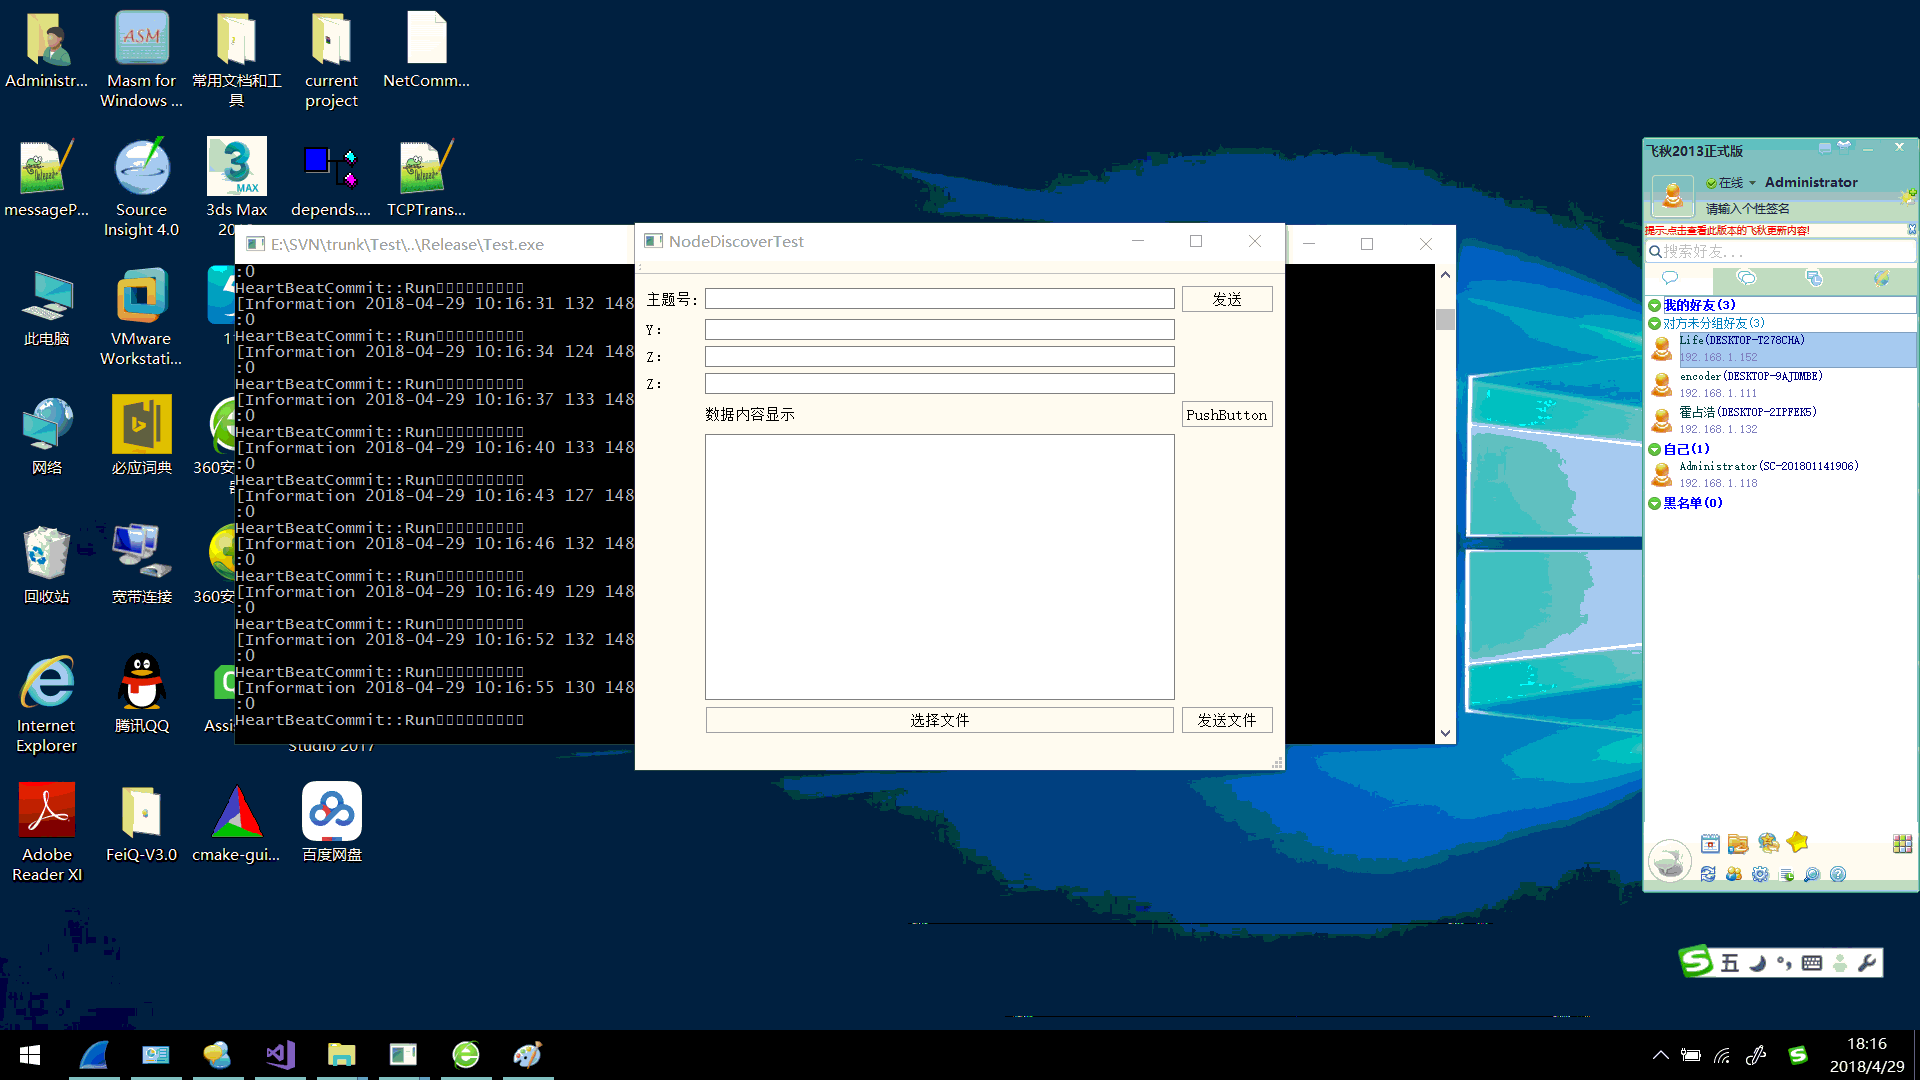 Administr...
Masm for
Windows ...
常用文档和工
具
current
project
NetComm...
messageP...
Source
Insight 4.0
3ds Max
depends....
TCPTrans...
此电脑
VMware
Workstati...
网络
必应词典
回收站
宽带连接
Internet
Explorer
腾讯QQ
Adobe
Reader XI
FeiQ-V3.0
cmake-gui...
百度网盘
Studio 2017
E:\SVN\trunk\Test\..\Release\Test.exe
:0
HeartBeatCommit::Run
[Information 2018-04-29 10:16:31 132 148
:0
HeartBeatCommit::Run
[Information 2018-04-29 10:16:34 124 148
:0
HeartBeatCommit::Run
[Information 2018-04-29 10:16:37 133 148
:0
HeartBeatCommit::Run
[Information 2018-04-29 10:16:40 133 148
:0
HeartBeatCommit::Run
[Information 2018-04-29 10:16:43 127 148
:0
HeartBeatCommit::Run
[Information 2018-04-29 10:16:46 132 148
:0
HeartBeatCommit::Run
[Information 2018-04-29 10:16:49 129 148
:0
HeartBeatCommit::Run
[Information 2018-04-29 10:16:52 132 148
:0
HeartBeatCommit::Run
[Information 2018-04-29 10:16:55 130 148
:0
HeartBeatCommit::Run
NodeDiscoverTest
主题号: 发送
Y:
Z:
Z:
数据内容显示 PushButton
选择文件 发送文件
飞秋2013正式版
在线 Administrator
请输入个性签名
提示:点击查看此版本的飞秋更新内容!
搜索好友...
我的好友(3)
对方未分组好友(3)
Life(DESKTOP-T278CHA)
192.168.1.152
encoder(DESKTOP-9AJDMBE)
192.168.1.111
霍占浩(DESKTOP-2IPFEK5)
192.168.1.132
自己(1)
Administrator(SC-201801141906)
192.168.1.118
黑名单(0)
五
18:16
2018/4/29